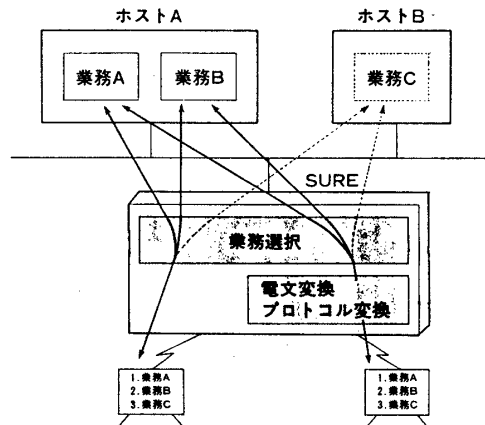 ホストA
ホストB
業務A
業務B
業務C
SURE
業務選択
電文変換
プロトコル変換
1.業務A
2.業務B
3.業務C
1.業務A
2.業務B
3.業務C